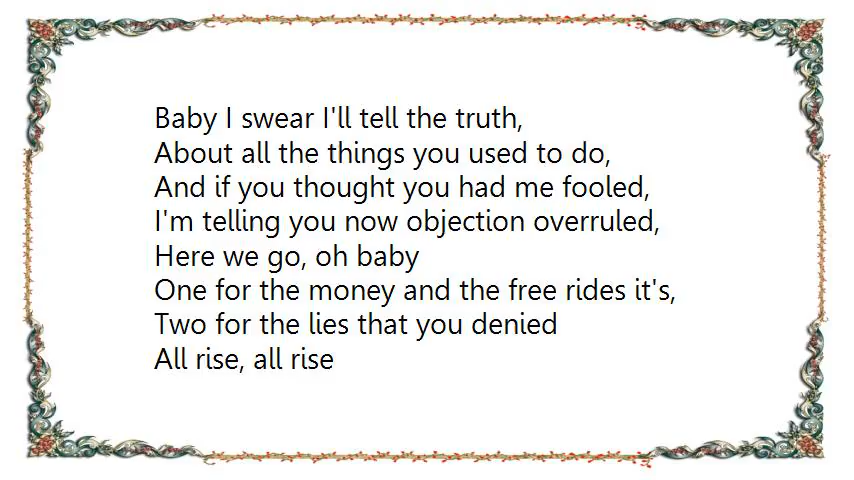 Baby I swear I'll tell the truth,
About all the things you used to do,
And if you thought you had me fooled,
I'm telling you now objection overruled,
Here we go, oh baby
One for the money and the free rides it's,
Two for the lies that you denied
All rise, all rise